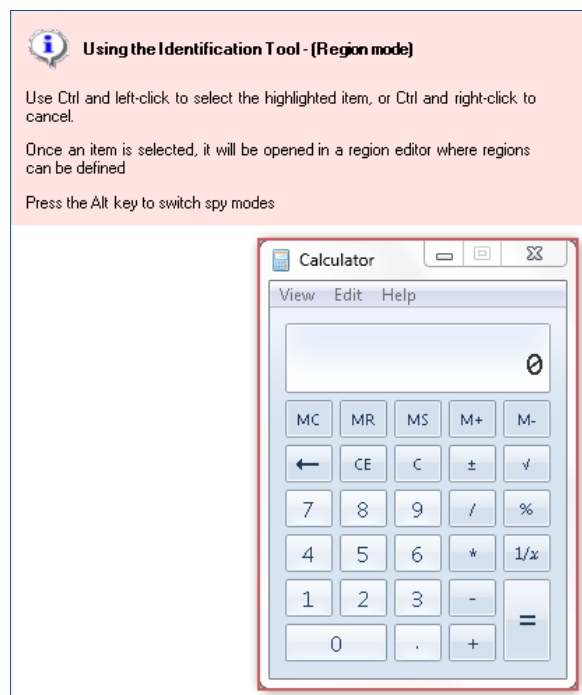 Using the Identification Tool - (Region mode)
Use Ctrl and left-click to select the highlighted item, or Ctrl and right-click to
cancel.
Once an item is selected, it will be opened in a region editor where regions
can be defined
Press the Alt key to switch spy modes
Calculator
View Edit Help
0
MC MR MS M+ M-
← CE C ± √
7 8 9 / %
4 5 6 * 1/x
1 2 3 - =
0 . +